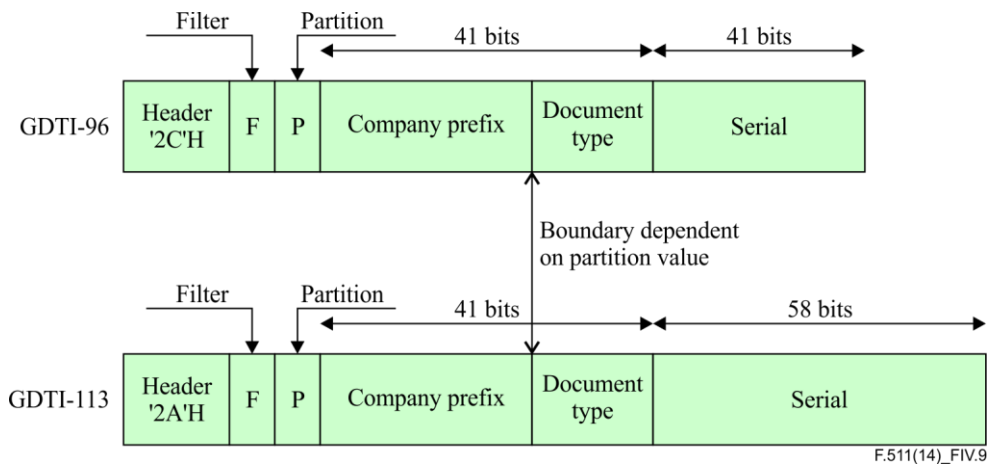 Filter Partition 41 bits 41 bits
GDTI-96 Header '2C'H F P Company prefix Document type Serial
Boundary dependent
on partition value
Filter Partition 41 bits 58 bits
GDTI-113 Header '2A'H F P Company prefix Document type Serial
F.511(14)_FIV.9